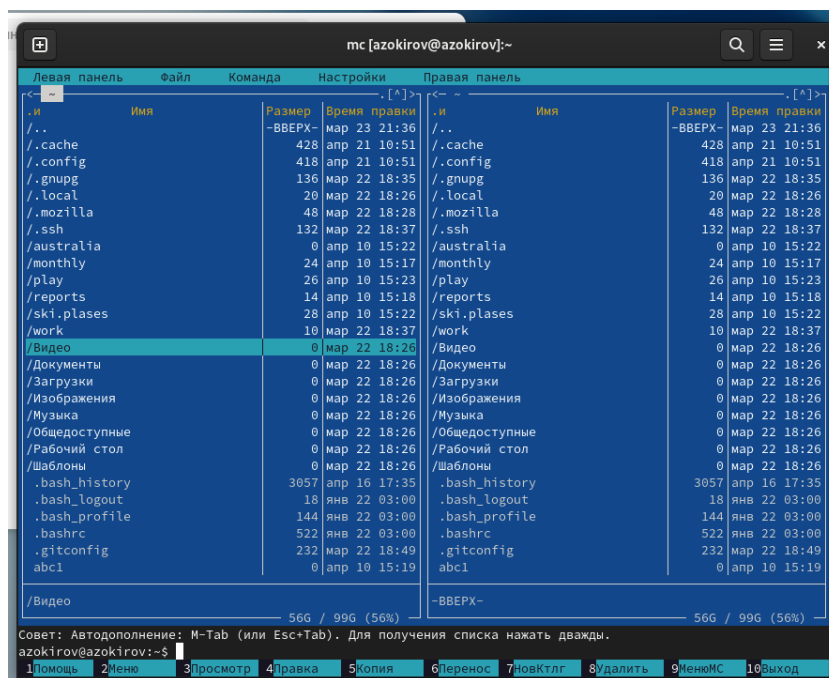 mc [azokirov@azokirov]:~
Левая панель Файл Команда Настройки Правая панель
<— ~ .[^]> <— ~ .[^]>
.и Имя Размер Время правки .и Имя Размер Время правки
/.. -ВВЕРХ- мар 23 21:36 /.. -ВВЕРХ- мар 23 21:36
/.cache 428 апр 21 10:51 /.cache 428 апр 21 10:51
/.config 418 апр 21 10:51 /.config 418 апр 21 10:51
/.gnupg 136 мар 22 18:35 /.gnupg 136 мар 22 18:35
/.local 20 мар 22 18:26 /.local 20 мар 22 18:26
/.mozilla 48 мар 22 18:28 /.mozilla 48 мар 22 18:28
/.ssh 132 мар 22 18:37 /.ssh 132 мар 22 18:37
/australia 0 апр 10 15:22 /australia 0 апр 10 15:22
/monthly 24 апр 10 15:17 /monthly 24 апр 10 15:17
/play 26 апр 10 15:23 /play 26 апр 10 15:23
/reports 14 апр 10 15:18 /reports 14 апр 10 15:18
/ski.plases 28 апр 10 15:22 /ski.plases 28 апр 10 15:22
/work 10 мар 22 18:37 /work 10 мар 22 18:37
/Видео 0 мар 22 18:26 /Видео 0 мар 22 18:26
/Документы 0 мар 22 18:26 /Документы 0 мар 22 18:26
/Загрузки 0 мар 22 18:26 /Загрузки 0 мар 22 18:26
/Изображения 0 мар 22 18:26 /Изображения 0 мар 22 18:26
/Музыка 0 мар 22 18:26 /Музыка 0 мар 22 18:26
/Общедоступные 0 мар 22 18:26 /Общедоступные 0 мар 22 18:26
/Рабочий стол 0 мар 22 18:26 /Рабочий стол 0 мар 22 18:26
/Шаблоны 0 мар 22 18:26 /Шаблоны 0 мар 22 18:26
.bash_history 3057 апр 16 17:35 .bash_history 3057 апр 16 17:35
.bash_logout 18 янв 22 03:00 .bash_logout 18 янв 22 03:00
.bash_profile 144 янв 22 03:00 .bash_profile 144 янв 22 03:00
.bashrc 522 янв 22 03:00 .bashrc 522 янв 22 03:00
.gitconfig 232 мар 22 18:49 .gitconfig 232 мар 22 18:49
abc1 0 апр 10 15:19 abc1 0 апр 10 15:19
/Видео -ВВЕРХ-
56G / 99G (56%) 56G / 99G (56%)
Совет: Автодополнение: M-Tab (или Esc+Tab). Для получения списка нажать дважды.
azokirov@azokirov:~$
1Помощь 2Меню 3Просмотр 4Правка 5Копия 6Перенос 7НовКтлг 8Удалить 9МенюMC 10Выход